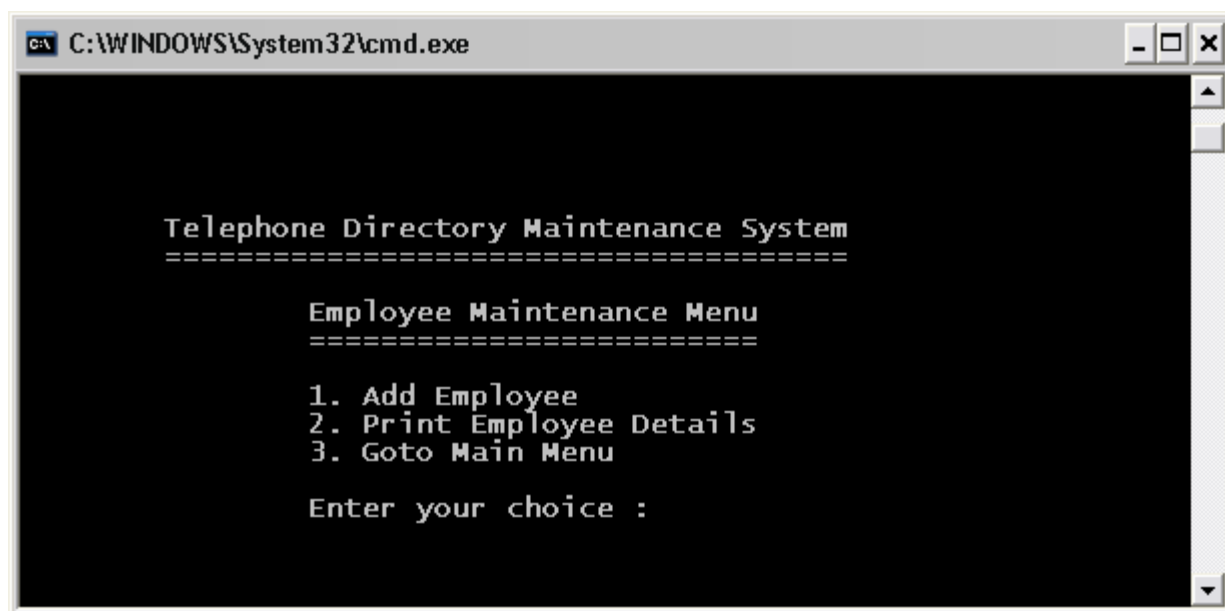 C:\WINDOWS\System32\cmd.exe
Telephone Directory Maintenance System
======================================
Employee Maintenance Menu
=========================
1. Add Employee
2. Print Employee Details
3. Goto Main Menu
Enter your choice :